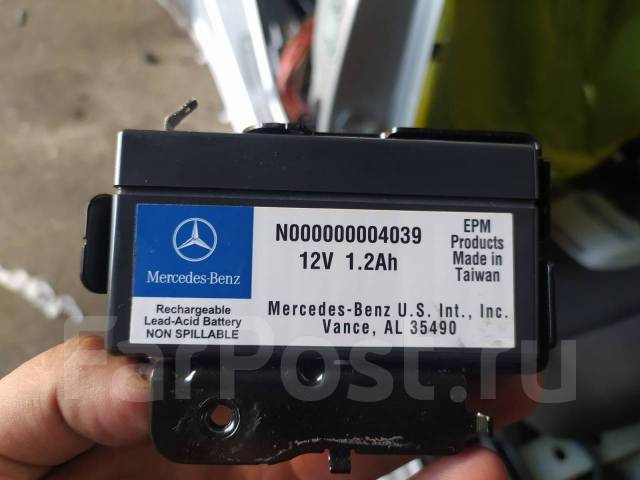 N000000004039
12V 1.2Ah
EPM
Products
Made in
Taiwan
Mercedes-Benz
Rechargeable
Lead-Acid Battery
NON SPILLABLE
Mercedes-Benz U.S. Int., Inc.
Vance, AL 35490
FarPost.ru